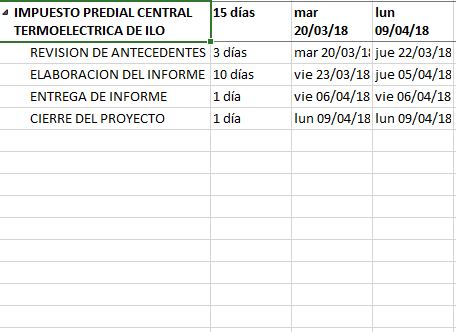 IMPUESTO PREDIAL CENTRAL TERMOELECTRICA DE ILO 15 días mar 20/03/18 lun 09/04/18
REVISION DE ANTECEDENTES 3 días mar 20/03/18 jue 22/03/18
ELABORACION DEL INFORME 10 días vie 23/03/18 jue 05/04/18
ENTREGA DE INFORME 1 día vie 06/04/18 vie 06/04/18
CIERRE DEL PROYECTO 1 día lun 09/04/18 lun 09/04/18